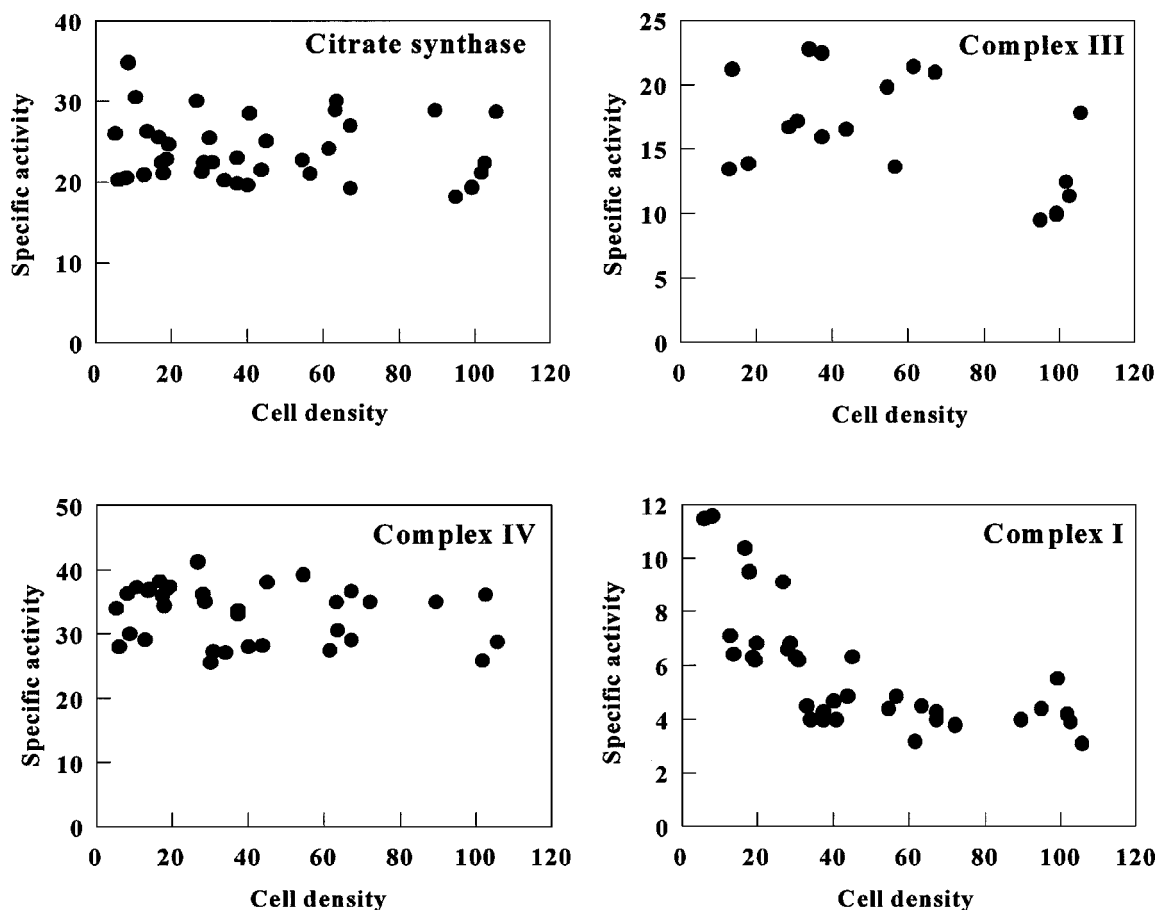 Citrate synthase
Specific activity
40
30
20
10
0
0 20 40 60 80 100 120
Cell density
Complex III
Specific activity
25
20
15
10
5
0
0 20 40 60 80 100 120
Cell density
Complex IV
Specific activity
50
40
30
20
10
0
0 20 40 60 80 100 120
Cell density
Complex I
Specific activity
12
10
8
6
4
2
0
0 20 40 60 80 100 120
Cell density